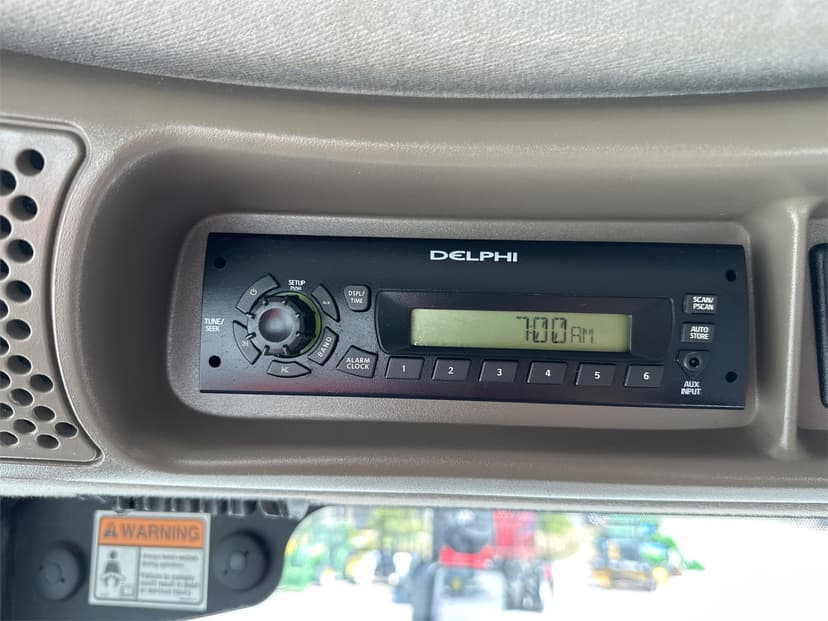 DELPHI
SETUP
DSPL/
TIME
TUNE/
SEEK
BAND
ALARM
CLOCK
7:00 AM
1 2 3 4 5 6
SCAN/
PSCAN
AUTO
STORE
AUX
INPUT
WARNING